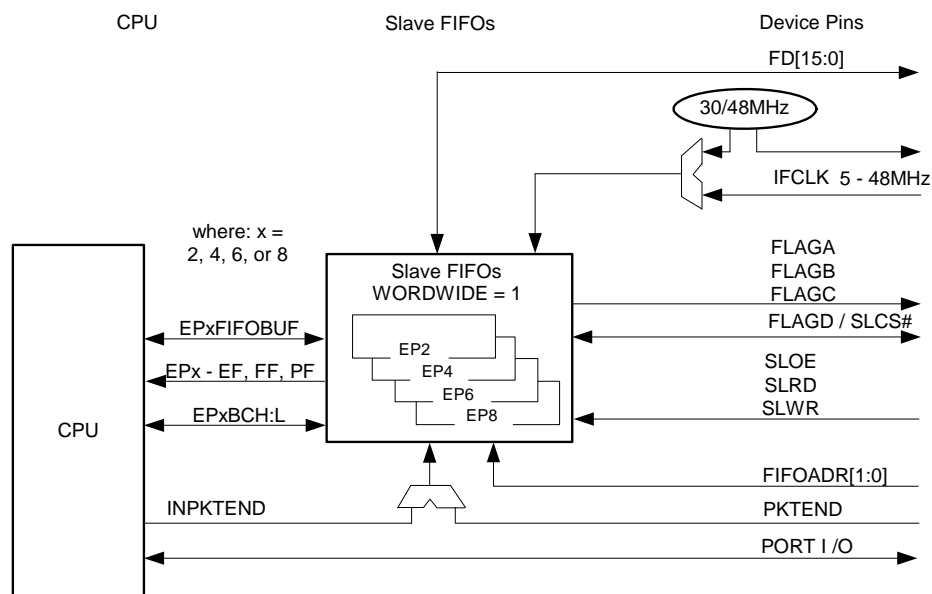 CPU Slave FIFOs Device Pins
FD[15:0]
30/48MHz
IFCLK 5 - 48MHz
where: x =
2, 4, 6, or 8
Slave FIFOs
WORDWIDE = 1
FLAGA
FLAGB
FLAGC
FLAGD / SLCS#
EPxFIFOBUF
EP2
EPx - EF, FF, PF
EP4
SLOE
EP6
SLRD
EPxBCH:L
EP8
SLWR
CPU
FIFOADR[1:0]
INPKTEND
PKTEND
PORT I /O